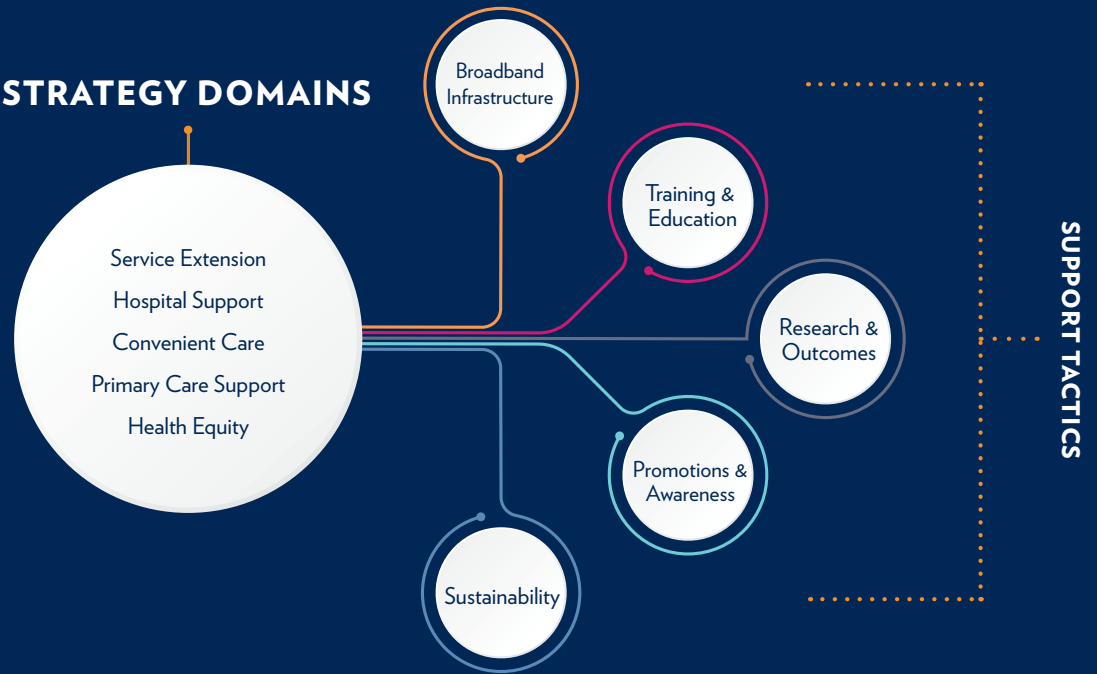 STRATEGY DOMAINS
Service Extension
Hospital Support
Convenient Care
Primary Care Support
Health Equity
Broadband
Infrastructure
Training &
Education
Research &
Outcomes
Promotions &
Awareness
Sustainability
SUPPORT TACTICS